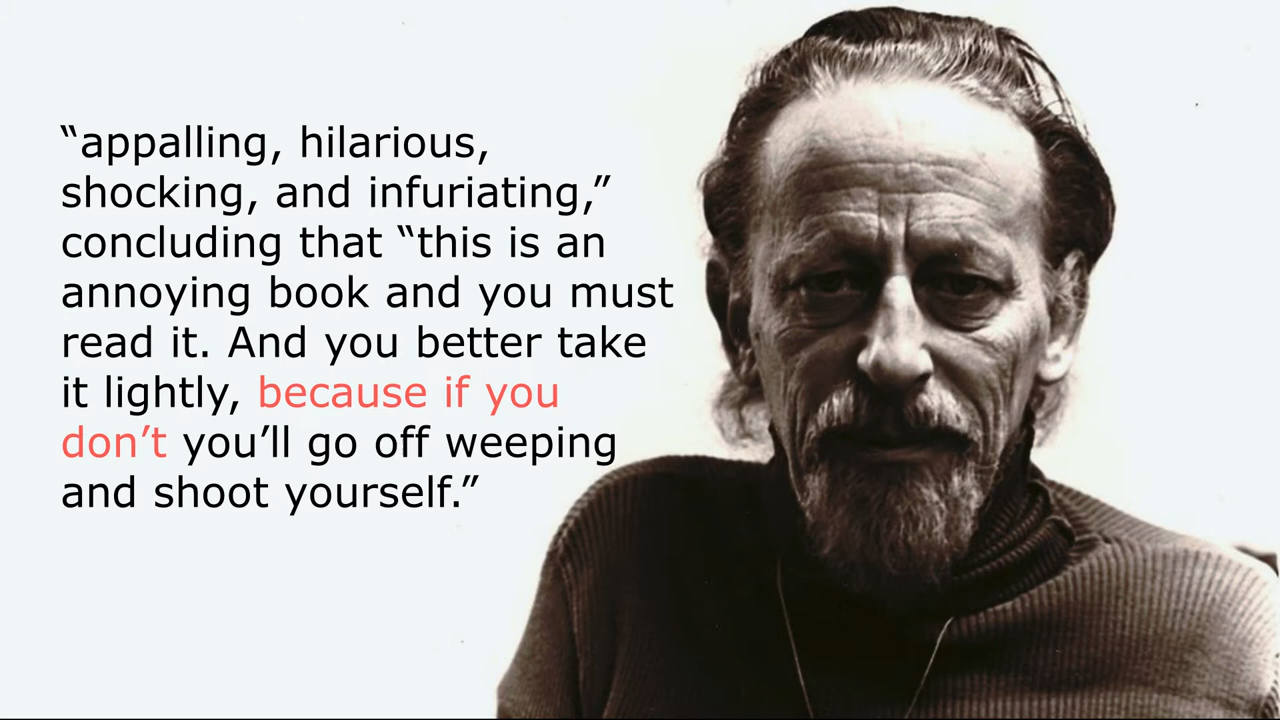 “appalling, hilarious,
shocking, and infuriating,”
concluding that “this is an
annoying book and you must
read it. And you better take
it lightly, because if you
don’t you’ll go off weeping
and shoot yourself.”